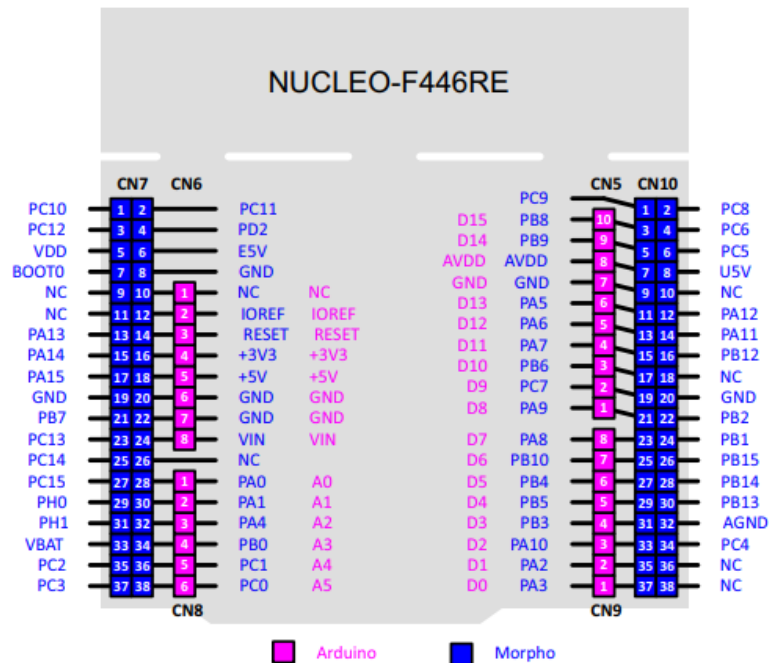 NUCLEO-F446RE
CN7 CN6 CN5 CN10
PC10 1 2 PC11 PC9 1 2 PC8
PC12 3 4 PD2 D15 PB8 10 3 4 PC6
VDD 5 6 E5V D14 PB9 9 5 6 PC5
BOOT0 7 8 GND AVDD AVDD 8 7 8 U5V
NC 9 10 1 NC NC GND GND 7 9 10 NC
NC 11 12 2 IOREF IOREF D13 PA5 6 11 12 PA12
PA13 13 14 3 RESET RESET D12 PA6 5 13 14 PA11
PA14 15 16 4 +3V3 +3V3 D11 PA7 4 15 16 PB12
PA15 17 18 5 +5V +5V D10 PB6 3 17 18 NC
GND 19 20 6 GND GND D9 PC7 2 19 20 GND
PB7 21 22 7 GND GND D8 PA9 1 21 22 PB2
PC13 23 24 8 VIN VIN D7 PA8 8 23 24 PB1
PC14 25 26 NC D6 PB10 7 25 26 PB15
PC15 27 28 1 PA0 A0 D5 PB4 6 27 28 PB14
PH0 29 30 2 PA1 A1 D4 PB5 5 29 30 PB13
PH1 31 32 3 PA4 A2 D3 PB3 4 31 32 AGND
VBAT 33 34 4 PB0 A3 D2 PA10 3 33 34 PC4
PC2 35 36 5 PC1 A4 D1 PA2 2 35 36 NC
PC3 37 38 6 PC0 A5 D0 PA3 1 37 38 NC
CN8 CN9
Arduino Morpho